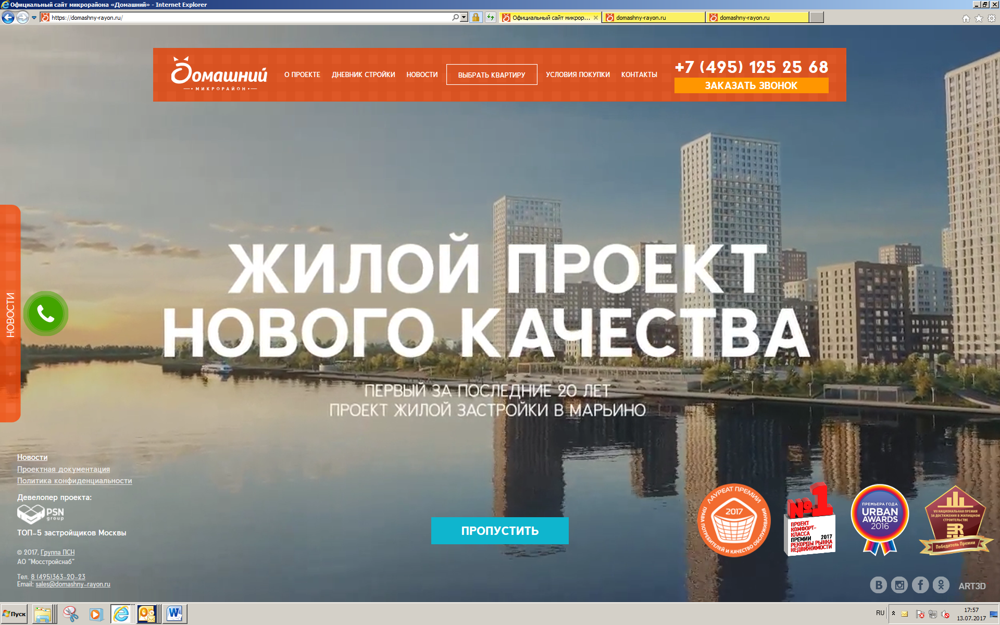 Официальный сайт микрорайона «Домашний» - Internet Explorer
https://domashny-rayon.ru/
Официальный сайт микрор...
domashny-rayon.ru
domashny-rayon.ru
Домашний
МИКРОРАЙОН
О ПРОЕКТЕ
ДНЕВНИК СТРОЙКИ
НОВОСТИ
ВЫБРАТЬ КВАРТИРУ
УСЛОВИЯ ПОКУПКИ
КОНТАКТЫ
+7 (495) 125 25 68
ЗАКАЗАТЬ ЗВОНОК
НОВОСТИ
ЖИЛОЙ ПРОЕКТ
НОВОГО КАЧЕСТВА
ПЕРВЫЙ ЗА ПОСЛЕДНИЕ 20 ЛЕТ
ПРОЕКТ ЖИЛОЙ ЗАСТРОЙКИ В МАРЬИНО
Новости
Проектная документация
Политика конфиденциальности
Девелопер проекта:
PSN
group
ТОП-5 застройщиков Москвы
© 2017, Группа ПСН
АО "Мосстройснаб"
Тел. 8 (495)363-20-23
Email: sales@domashny-rayon.ru
ПРОПУСТИТЬ
ЛАУРЕАТ ПРЕМИИ
2017
ПРАВА ПОТРЕБИТЕЛЕЙ И КАЧЕСТВО ОБСЛУЖИВАНИЯ
№1
ПРОЕКТ
КОМФОРТ-
КЛАССА
ПРЕМИИ 2017
РЕКОРДЫ РЫНКА
НЕДВИЖИМОСТИ
ПРЕМЬЕРА ГОДА
URBAN
AWARDS
2016
VII НАЦИОНАЛЬНАЯ ПРЕМИЯ
ЗА ДОСТИЖЕНИЯ В ЖИЛИЩНОМ
СТРОИТЕЛЬСТВЕ
Победитель Премии
ART3D
Пуск
RU
17:57
13.07.2017